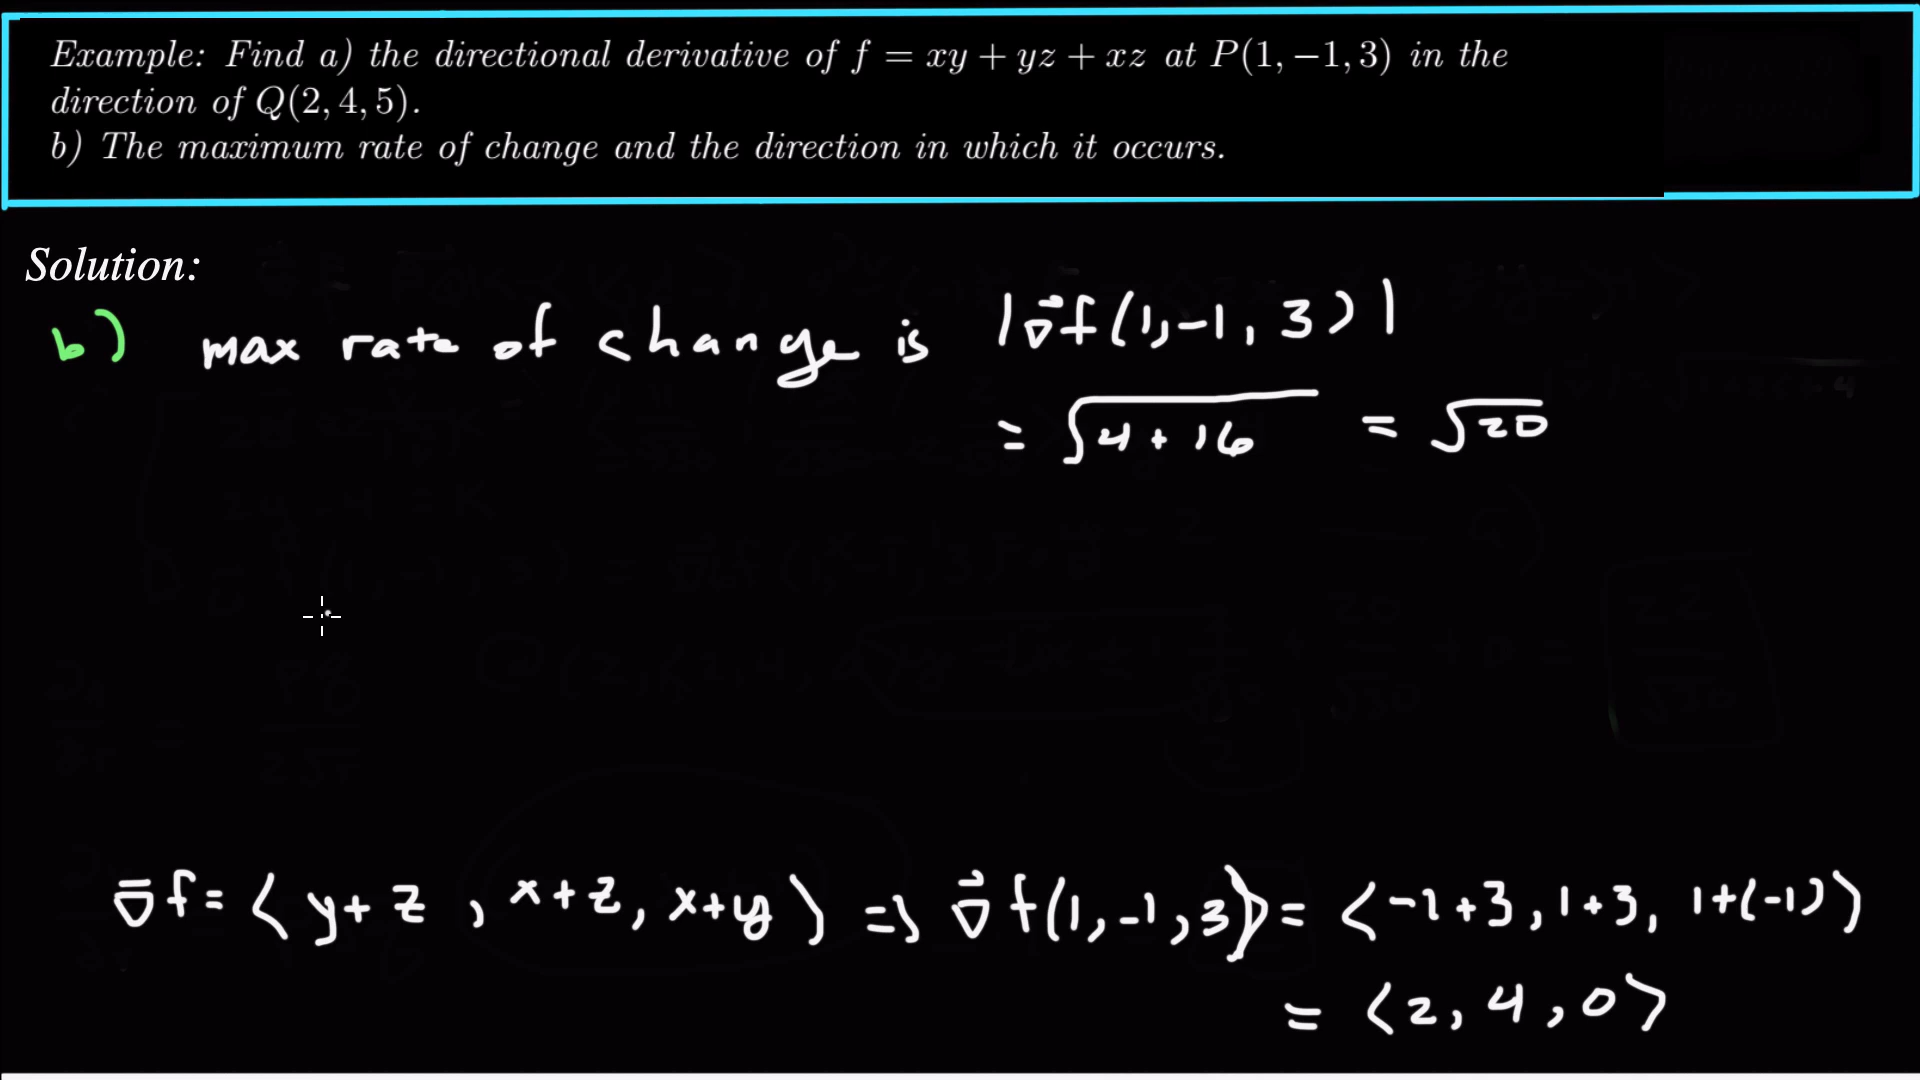 Example: Find a) the directional derivative of f = xy + yz + xz at P(1, −1, 3) in the
direction of Q(2, 4, 5).
b) The maximum rate of change and the direction in which it occurs.
Solution:
b) max rate of change is |∇⃗f(1,-1, 3)|
= √(4 + 16) = √20
∇⃗f = ⟨ y+z , x+z, x+y ⟩ ⇒ ∇⃗f(1,-1,3) = ⟨-1+3, 1+3, 1+(-1)⟩
= ⟨2, 4, 0⟩